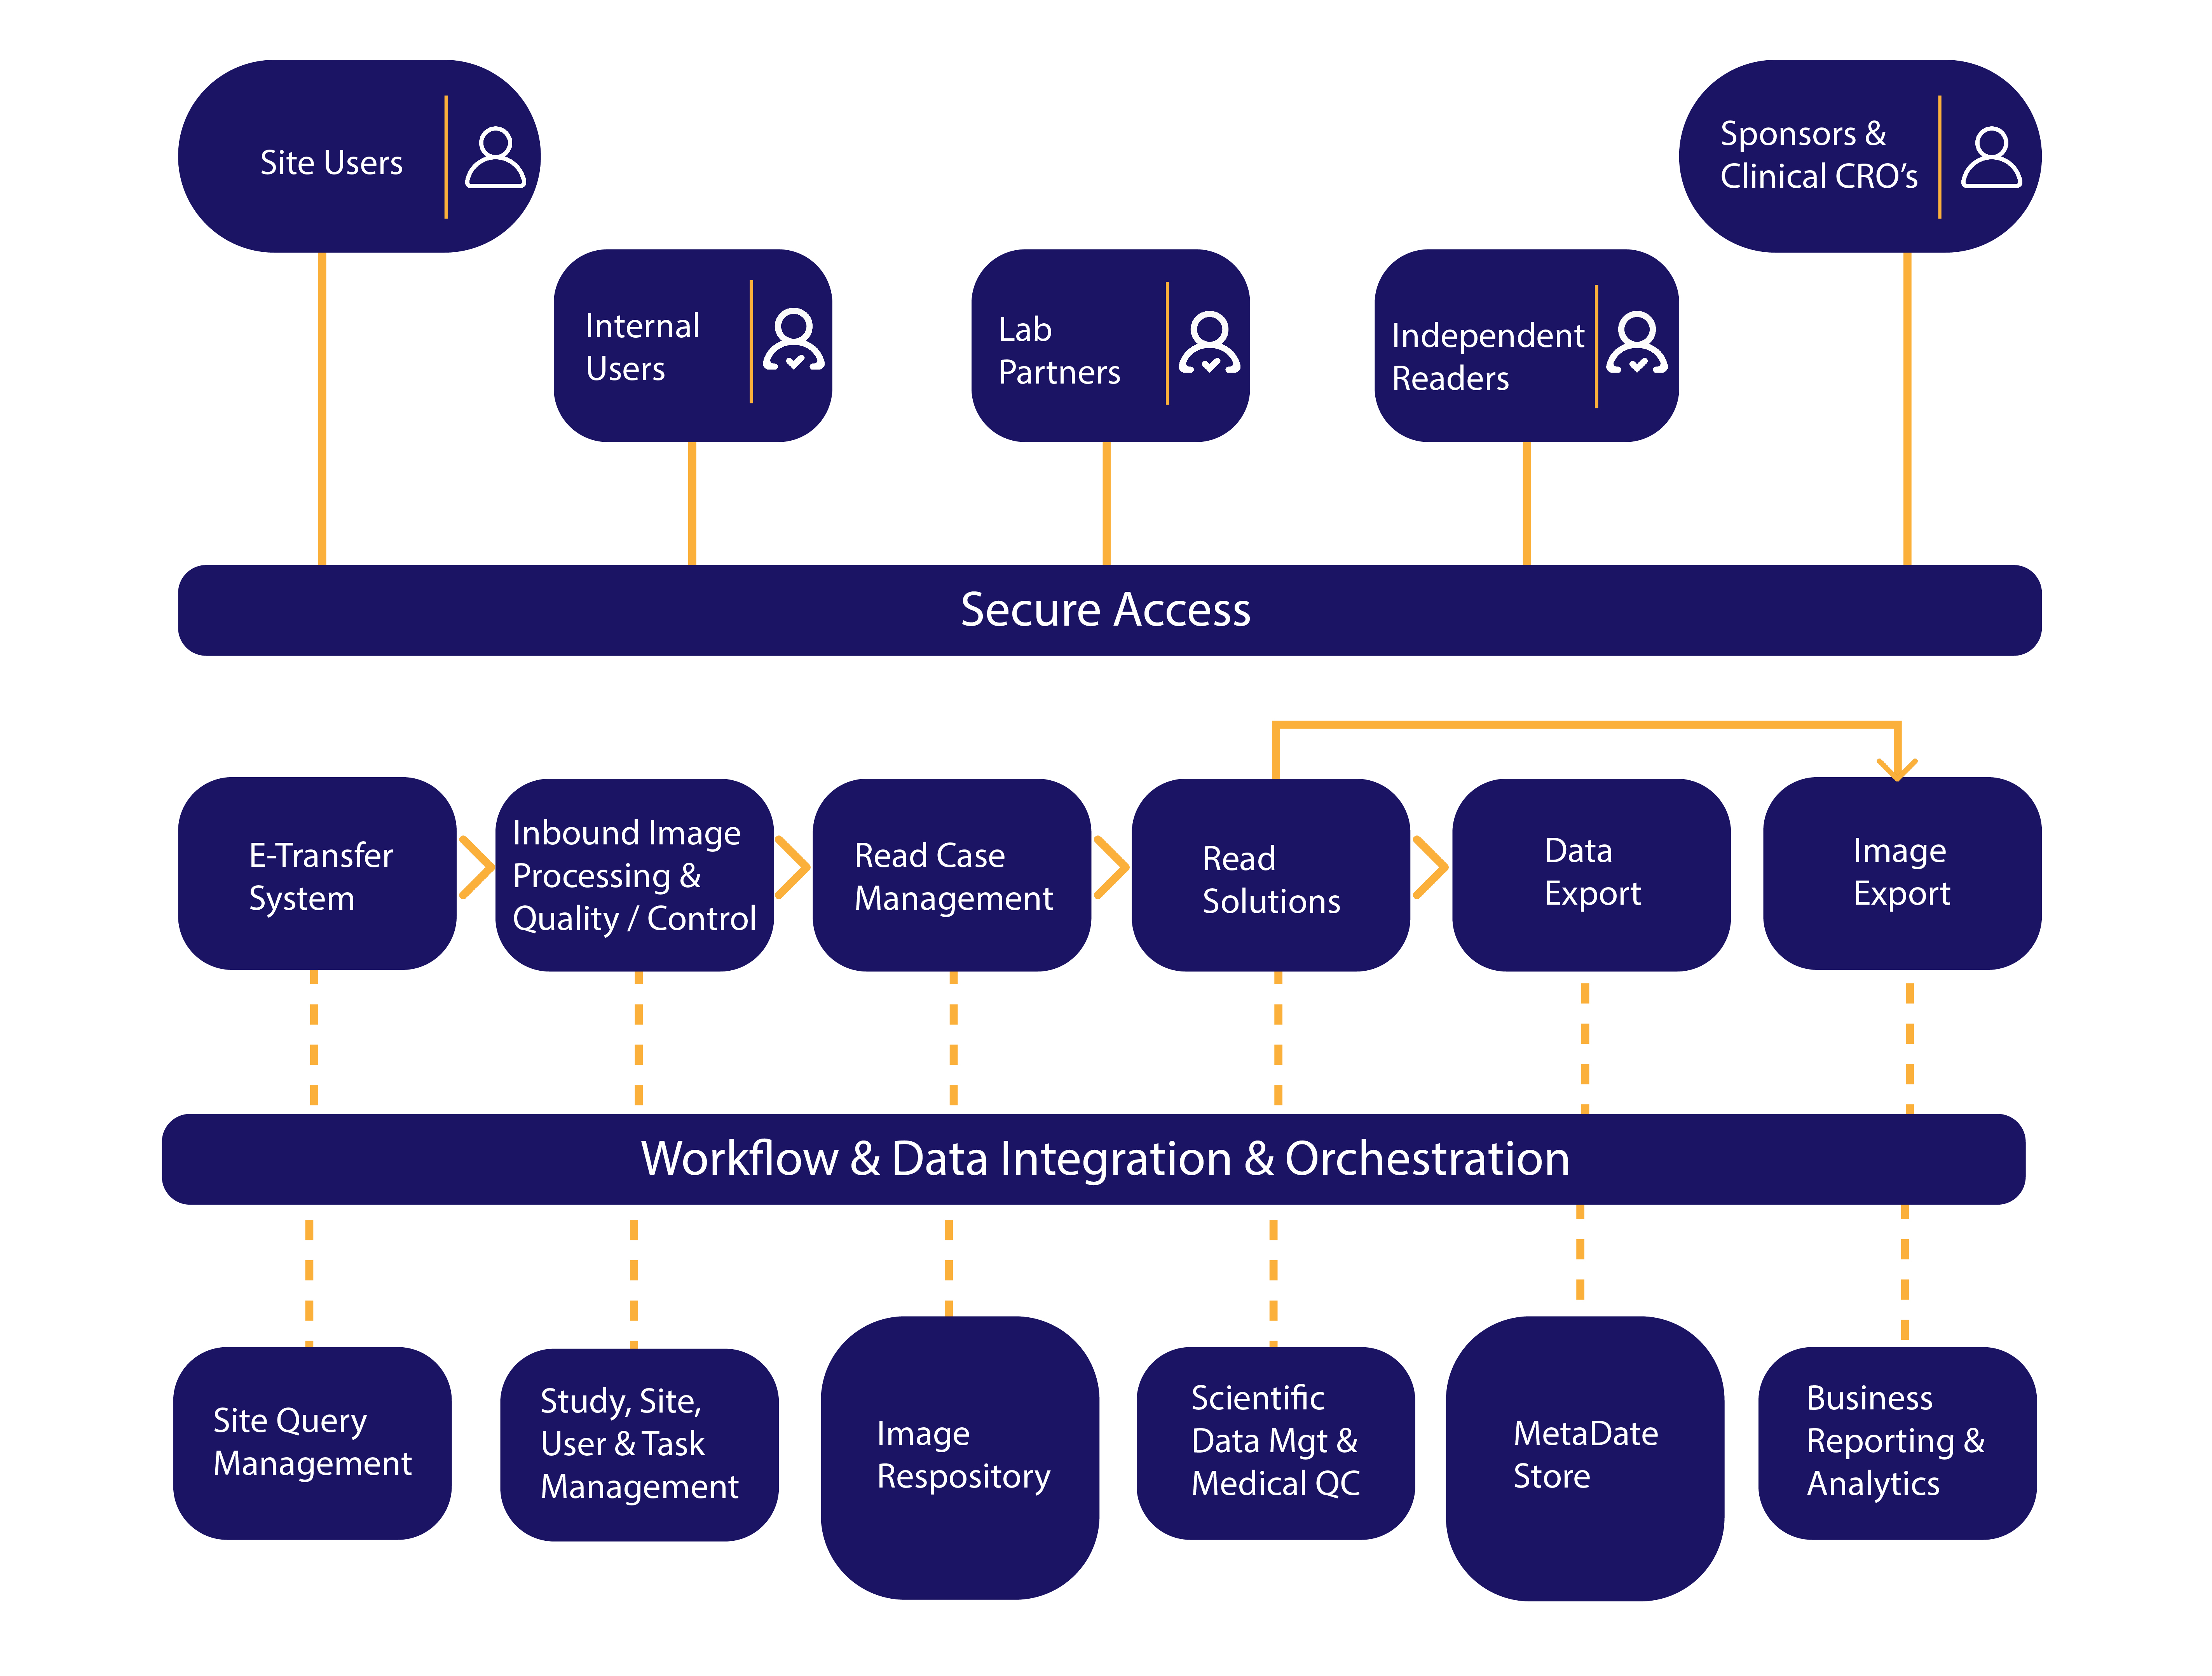 Site Users
Sponsors &
Clinical CRO’s
Internal
Users
Lab
Partners
Independent
Readers
Secure Access
E-Transfer
System
Inbound Image
Processing &
Quality / Control
Read Case
Management
Read
Solutions
Data
Export
Image
Export
Workflow & Data Integration & Orchestration
Site Query
Management
Study, Site,
User & Task
Management
Image
Respository
Scientific
Data Mgt &
Medical QC
MetaDate
Store
Business
Reporting &
Analytics